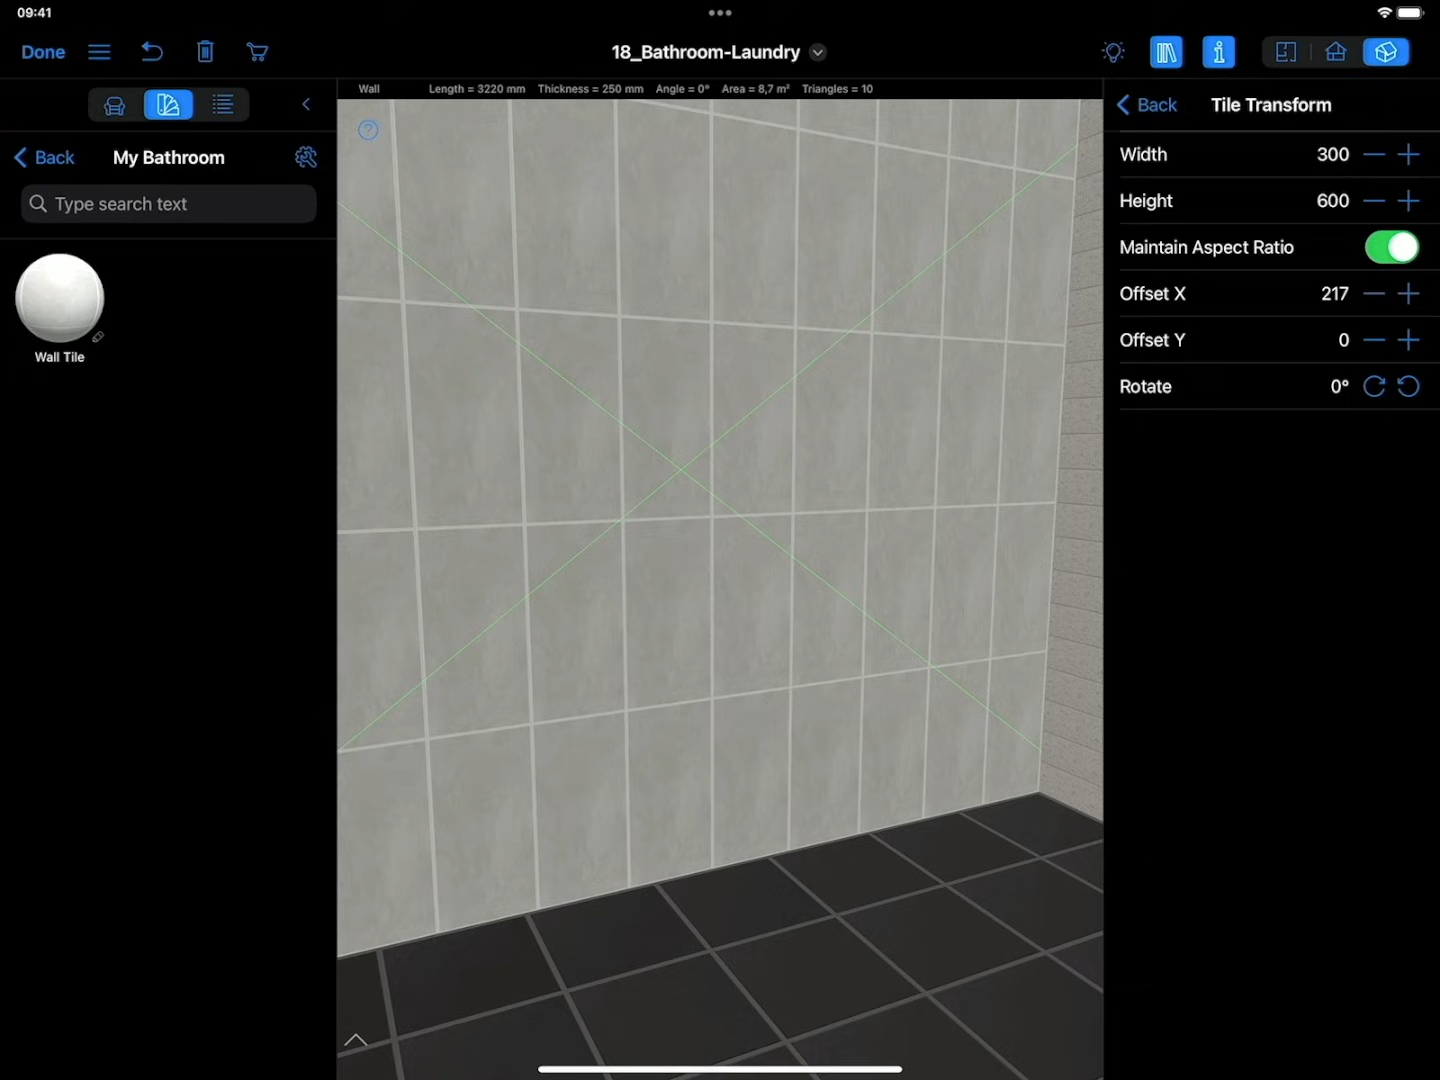 09:41
Done
18_Bathroom-Laundry
Wall Length = 3220 mm Thickness = 250 mm Angle = 0° Area = 8,7 m² Triangles = 10
Back My Bathroom
Type search text
Wall Tile
Back Tile Transform
Width 300
Height 600
Maintain Aspect Ratio
Offset X 217
Offset Y 0
Rotate 0°